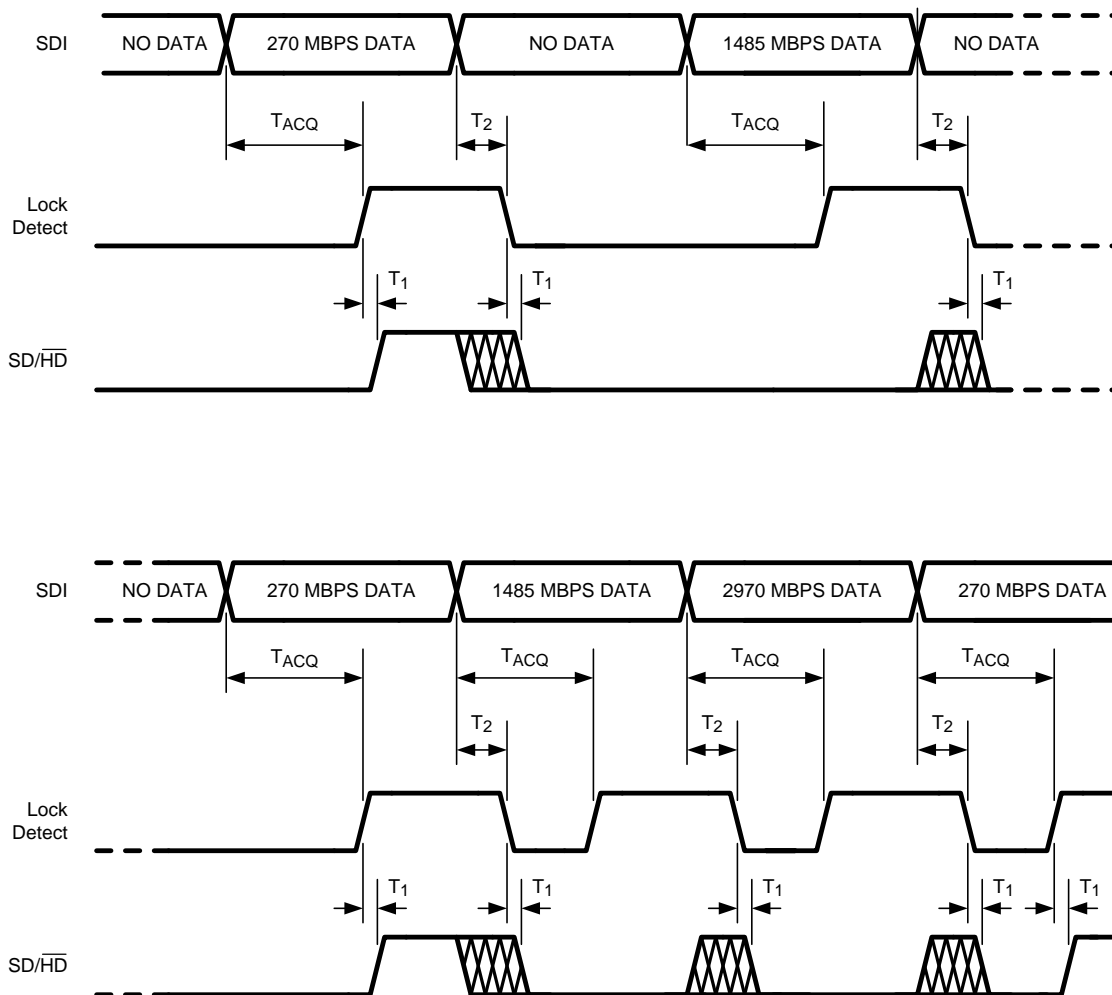 SDI NO DATA 270 MBPS DATA NO DATA 1485 MBPS DATA NO DATA
TACQ T2 TACQ T2
Lock
Detect
T1 T1 T1
SD/HD
SDI NO DATA 270 MBPS DATA 1485 MBPS DATA 2970 MBPS DATA 270 MBPS DATA
TACQ TACQ TACQ TACQ
T2 T2 T2
Lock
Detect
T1 T1 T1 T1 T1
SD/HD